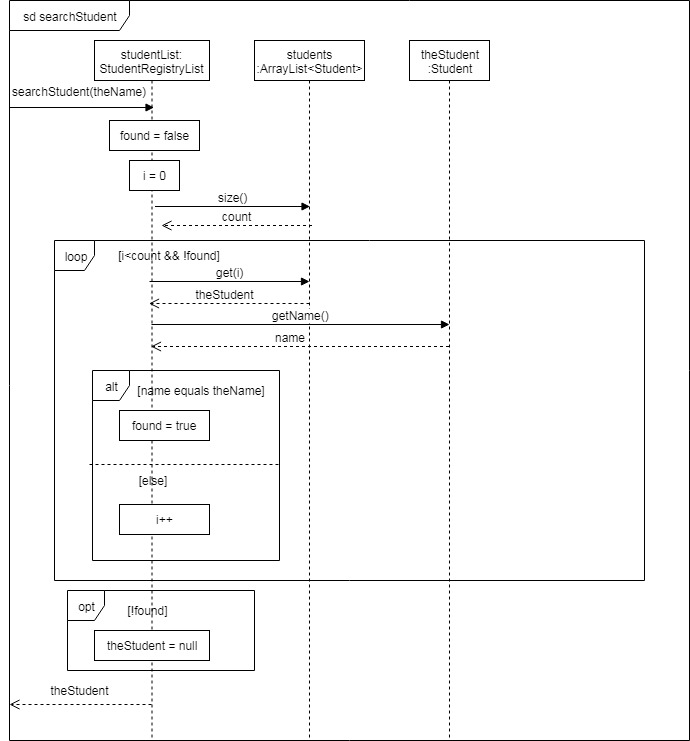 sd searchStudent
studentList:
StudentRegistryList
students
:ArrayList<Student>
theStudent
:Student
searchStudent(theName)
found = false
i = 0
size()
count
loop
[i<count && !found]
get(i)
theStudent
getName()
name
alt
[name equals theName]
found = true
[else]
i++
opt
[!found]
theStudent = null
theStudent